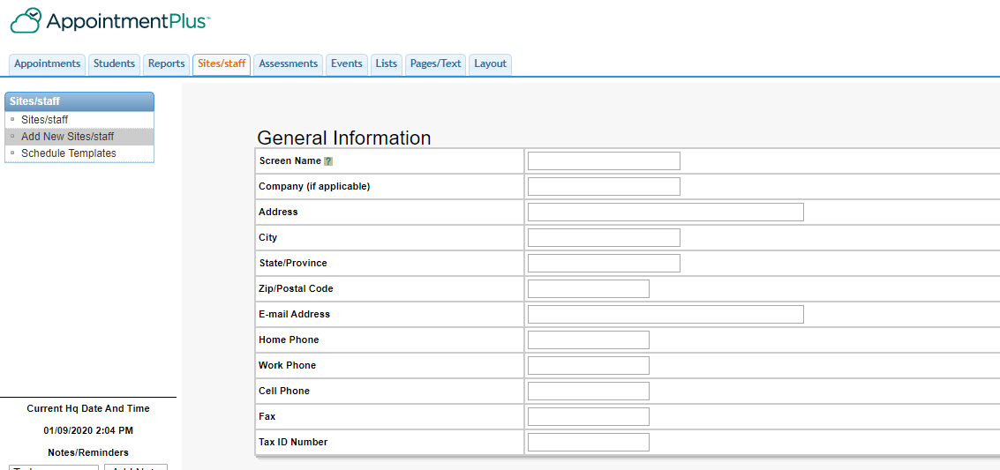 AppointmentPlus
Appointments Students Reports Sites/staff Assessments Events Lists Pages/Text Layout
Sites/staff
Sites/staff
Add New Sites/staff
Schedule Templates
General Information
Screen Name ?
Company (if applicable)
Address
City
State/Province
Zip/Postal Code
E-mail Address
Home Phone
Work Phone
Cell Phone
Fax
Tax ID Number
Current Hq Date And Time
01/09/2020 2:04 PM
Notes/Reminders